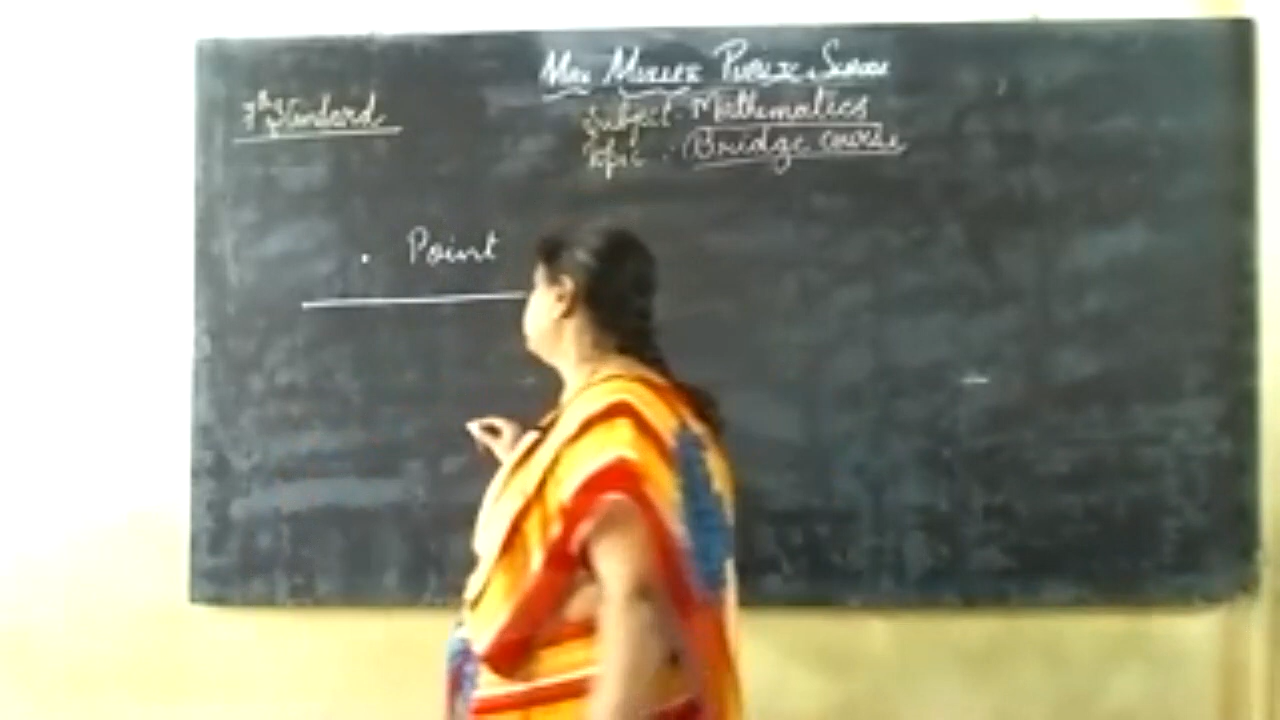 Max Muller Public School
7th Standard
Subject - Mathematics
Topic : Bridge course
. Point